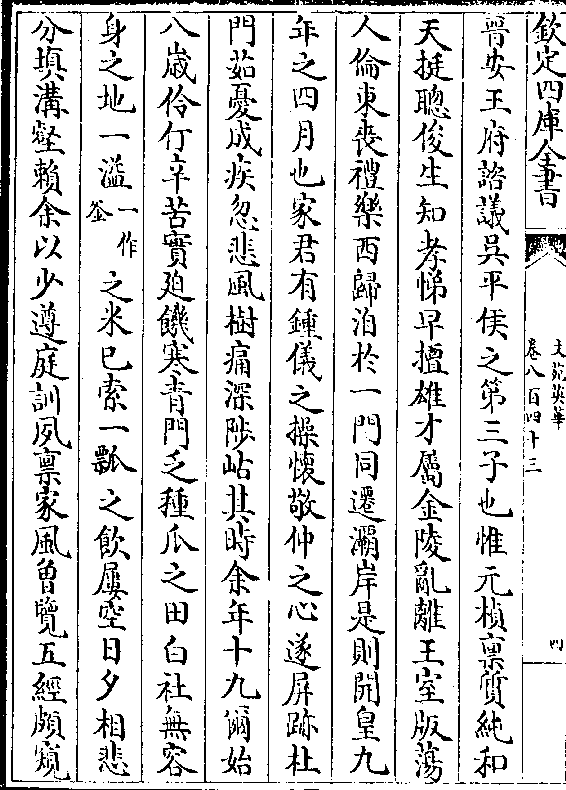 欽定四庫全書
文苑英華
卷八百四十三
四
晉安王府諮議吳平侯之第三子也惟元楨禀質純和
天挺聰俊生知孝悌早擅雄才屬金陵亂離王室版蕩
人倫東喪禮樂西歸洎於一門同遷灞岸是則開皇九
年之四月也家君有鍾儀之操懷敬仲之心遂屏跡杜
門茹憂成疾忽悲風樹痛深陟岵其時余年十九爾始
八歲伶仃辛苦實廹饑寒青門乏種瓜之田白社無容
身之地一溢一作釜之米已索一瓢之飲屢空日夕相悲
分填溝壑賴余以少遵庭訓夙禀家風曾覽五經頗窺